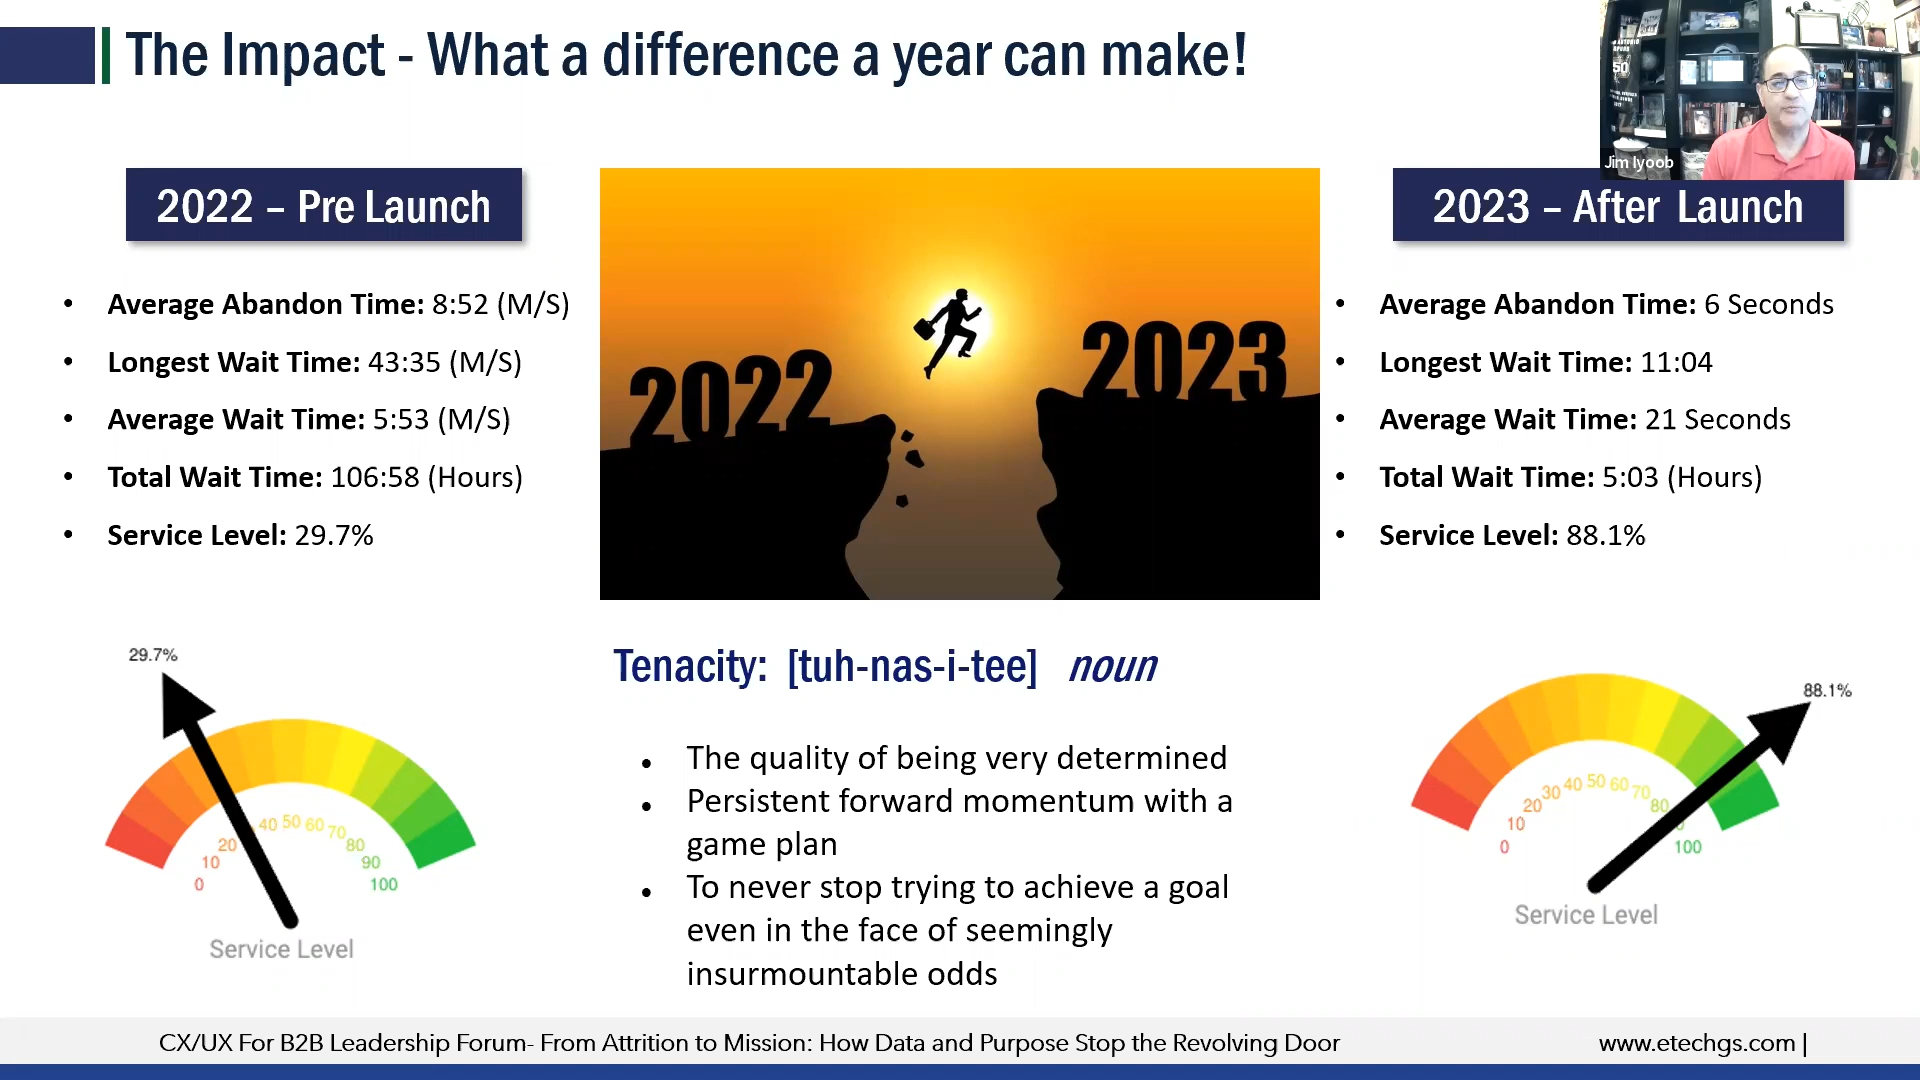 The Impact - What a difference a year can make!
Jim Iyoob
2022 – Pre Launch
• Average Abandon Time: 8:52 (M/S)
• Longest Wait Time: 43:35 (M/S)
• Average Wait Time: 5:53 (M/S)
• Total Wait Time: 106:58 (Hours)
• Service Level: 29.7%
2022
2023
2023 – After Launch
• Average Abandon Time: 6 Seconds
• Longest Wait Time: 11:04
• Average Wait Time: 21 Seconds
• Total Wait Time: 5:03 (Hours)
• Service Level: 88.1%
29.7%
0 10 20 40 50 60 70 80 90 100
Service Level
Tenacity: [tuh-nas-i-tee] noun
• The quality of being very determined
• Persistent forward momentum with a
game plan
• To never stop trying to achieve a goal
even in the face of seemingly
insurmountable odds
88.1%
0 10 20 30 40 50 60 70 80 100
Service Level
CX/UX For B2B Leadership Forum- From Attrition to Mission: How Data and Purpose Stop the Revolving Door
www.etechgs.com |